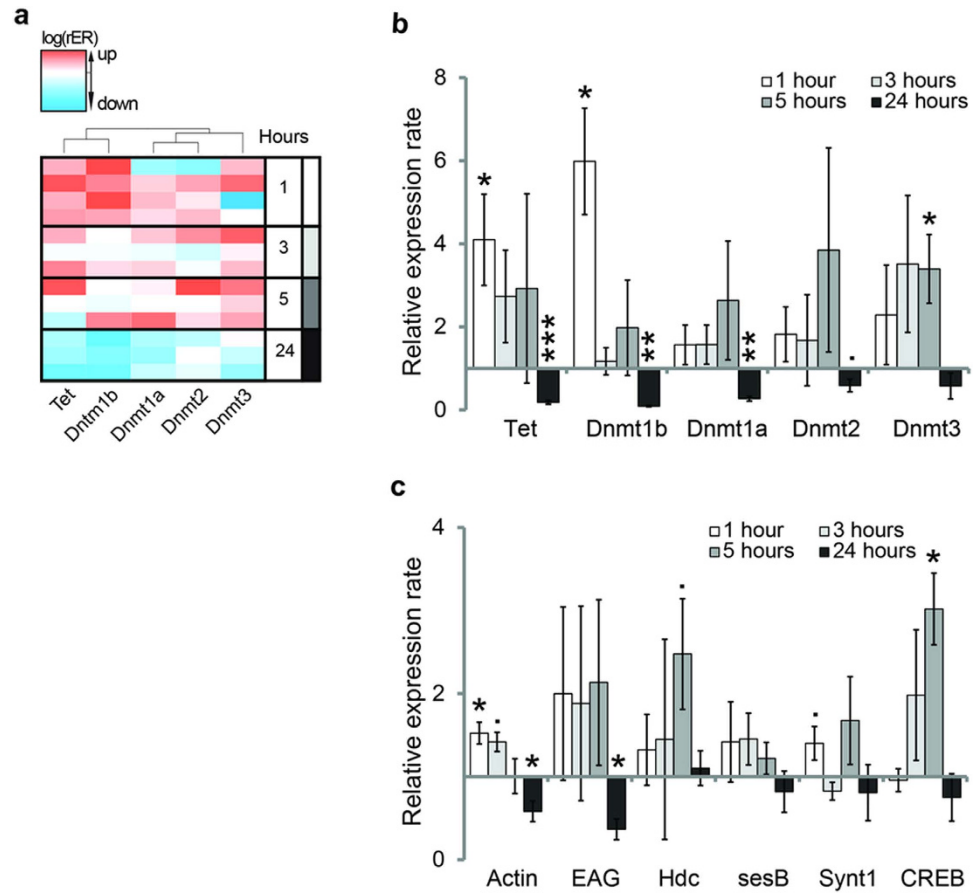 a
log(rER)
up
down
Hours
1
3
5
24
Tet
Dntm1b
Dnmt1a
Dnmt2
Dnmt3
b
Relative expression rate
8
6
4
2
0
1 hour
3 hours
5 hours
24 hours
*
*
***
**
**
.
*
Tet
Dnmt1b
Dnmt1a
Dnmt2
Dnmt3
c
Relative expression rate
4
2
0
1 hour
3 hours
5 hours
24 hours
*
.
*
*
.
.
*
Actin
EAG
Hdc
sesB
Synt1
CREB